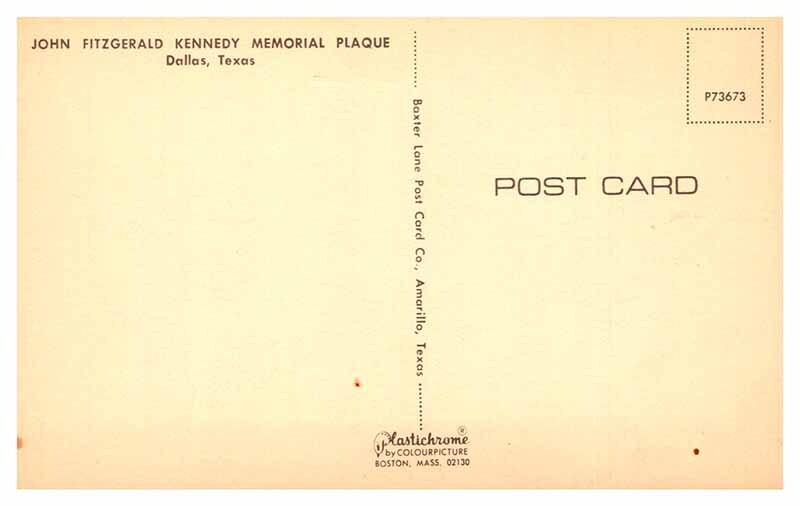 JOHN FITZGERALD KENNEDY MEMORIAL PLAQUE
Dallas, Texas
Baxter Lane Post Card Co., Amarillo, Texas
P73673
POST CARD
Plastichrome®
by COLOURPICTURE
BOSTON, MASS. 02130